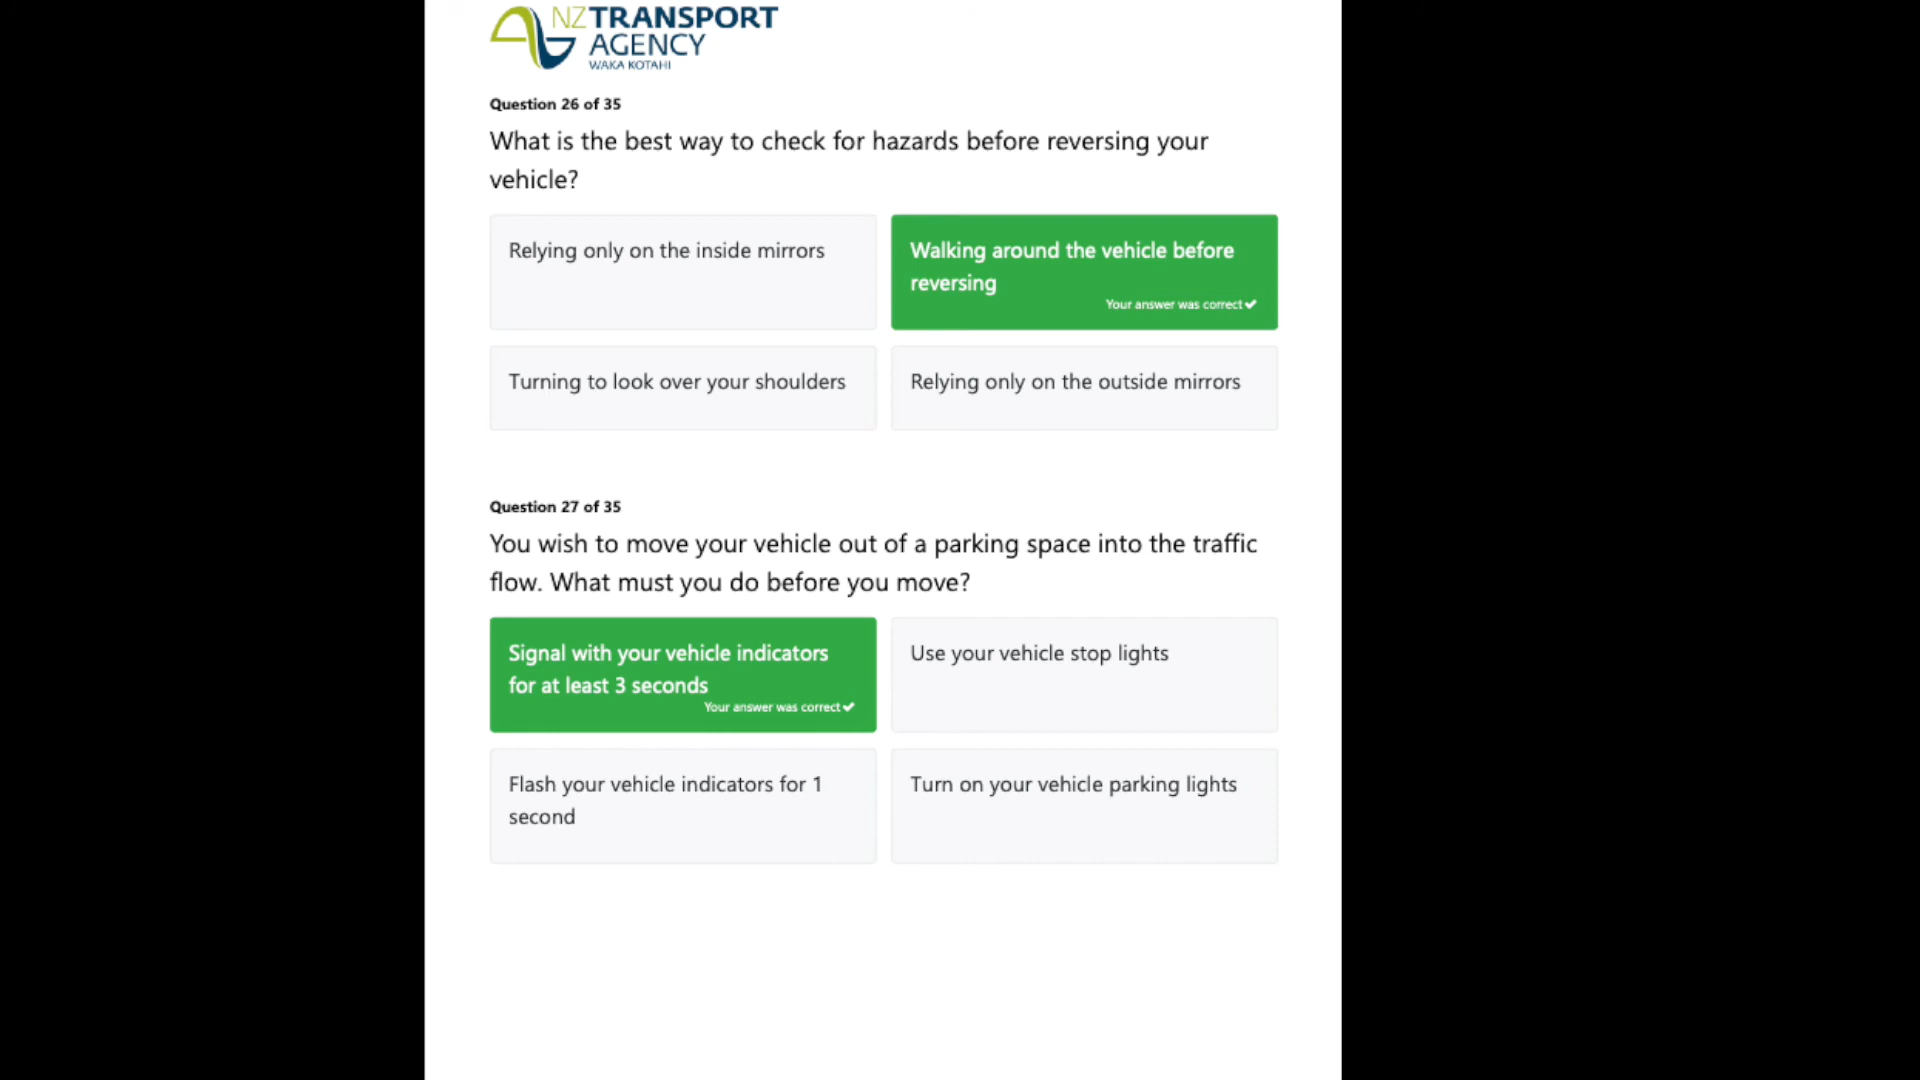 NZ TRANSPORT
AGENCY
WAKA KOTAHI
Question 26 of 35
What is the best way to check for hazards before reversing your
vehicle?
Relying only on the inside mirrors
Walking around the vehicle before
reversing
Your answer was correct✔
Turning to look over your shoulders
Relying only on the outside mirrors
Question 27 of 35
You wish to move your vehicle out of a parking space into the traffic
flow. What must you do before you move?
Signal with your vehicle indicators
for at least 3 seconds
Your answer was correct✔
Use your vehicle stop lights
Flash your vehicle indicators for 1
second
Turn on your vehicle parking lights